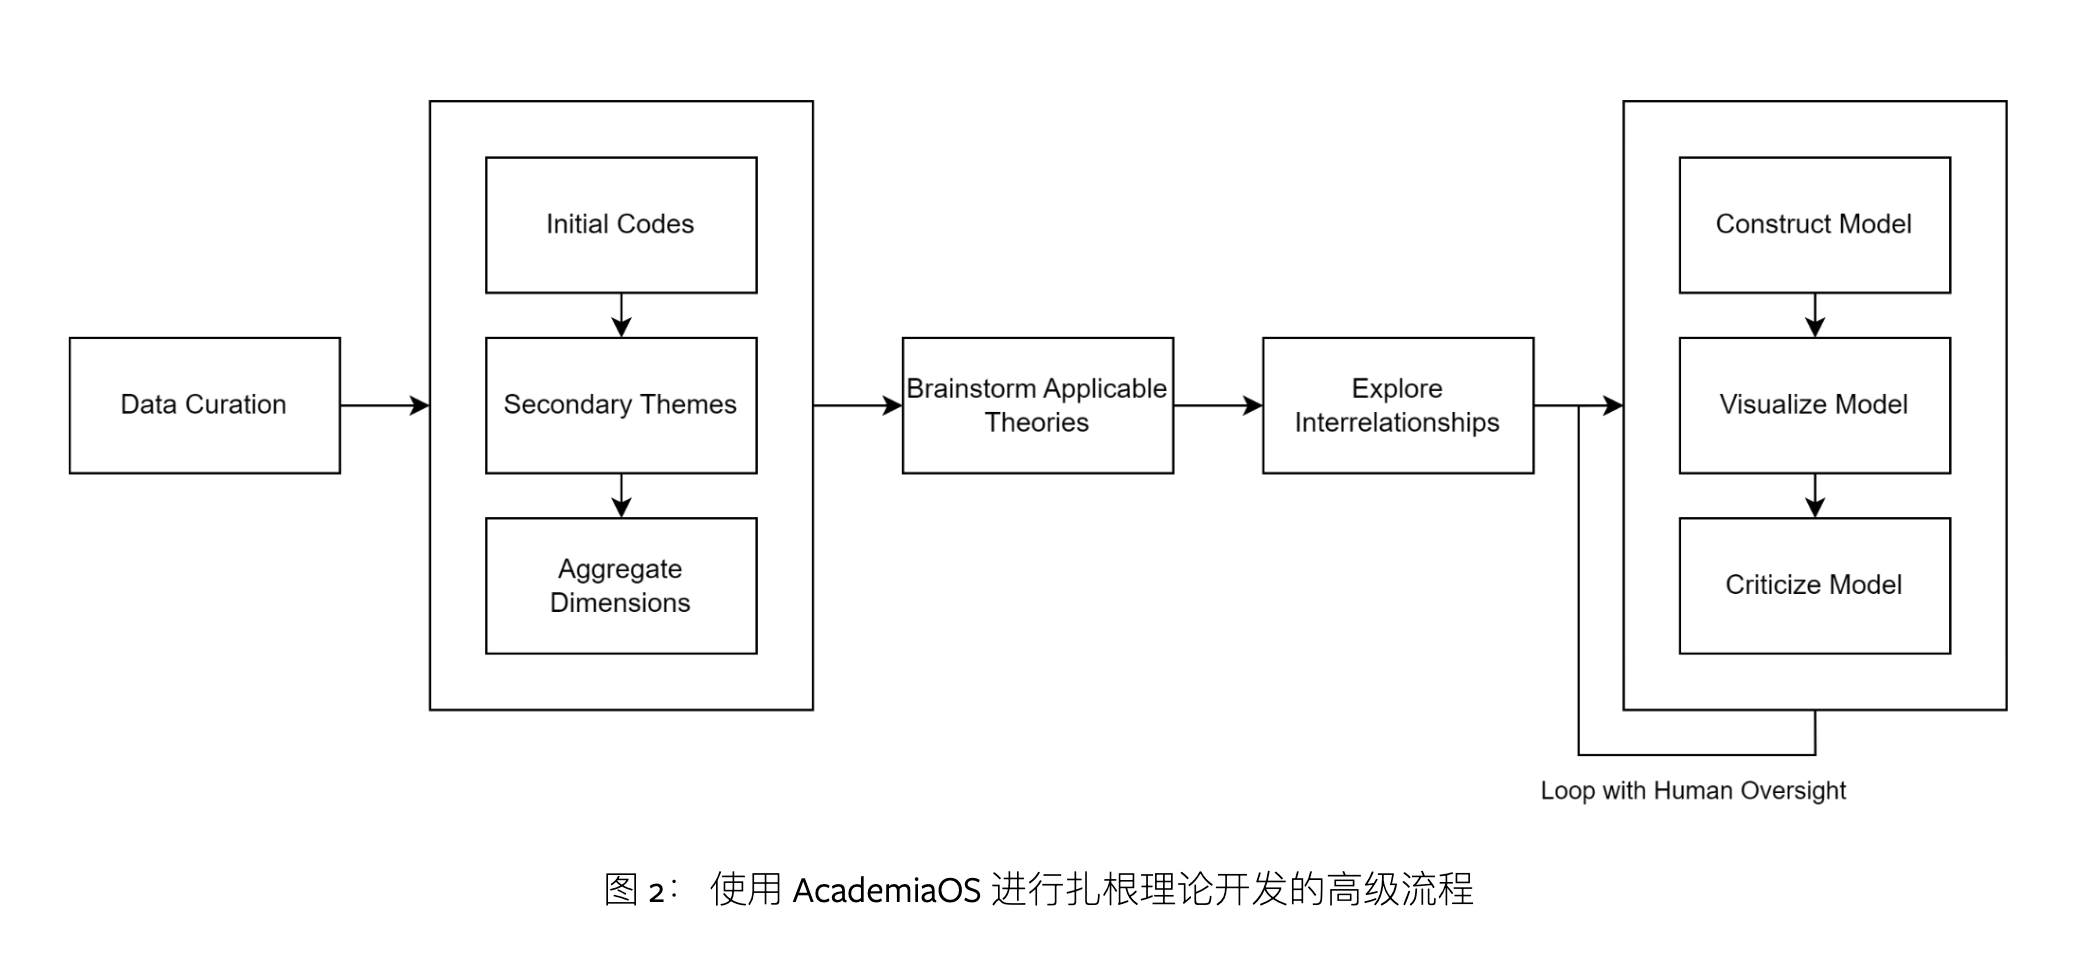 Data Curation
Initial Codes
Secondary Themes
Aggregate
Dimensions
Brainstorm Applicable
Theories
Explore
Interrelationships
Construct Model
Visualize Model
Criticize Model
Loop with Human Oversight
图 2： 使用 AcademiaOS 进行扎根理论开发的高级流程